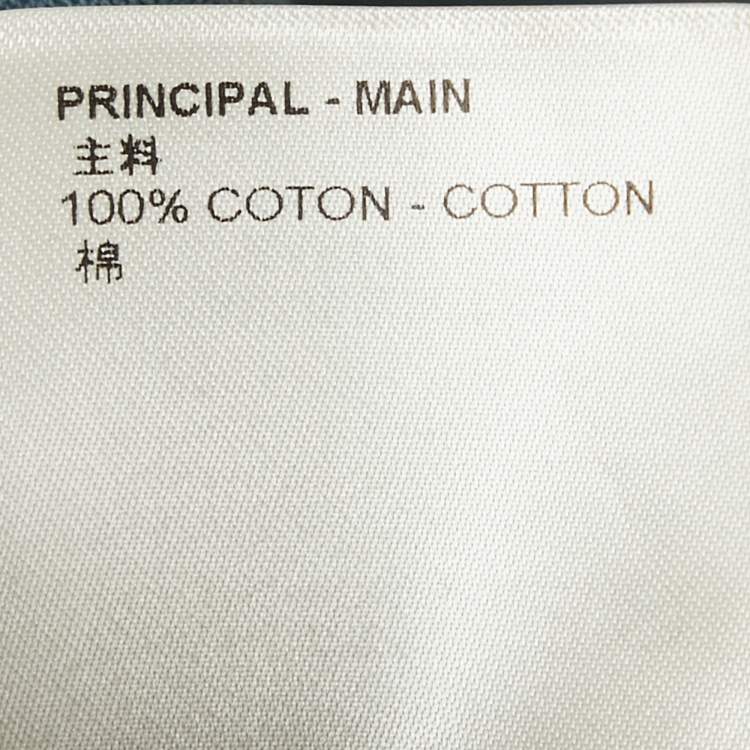 PRINCIPAL - MAIN
主料
100% COTON - COTTON
棉